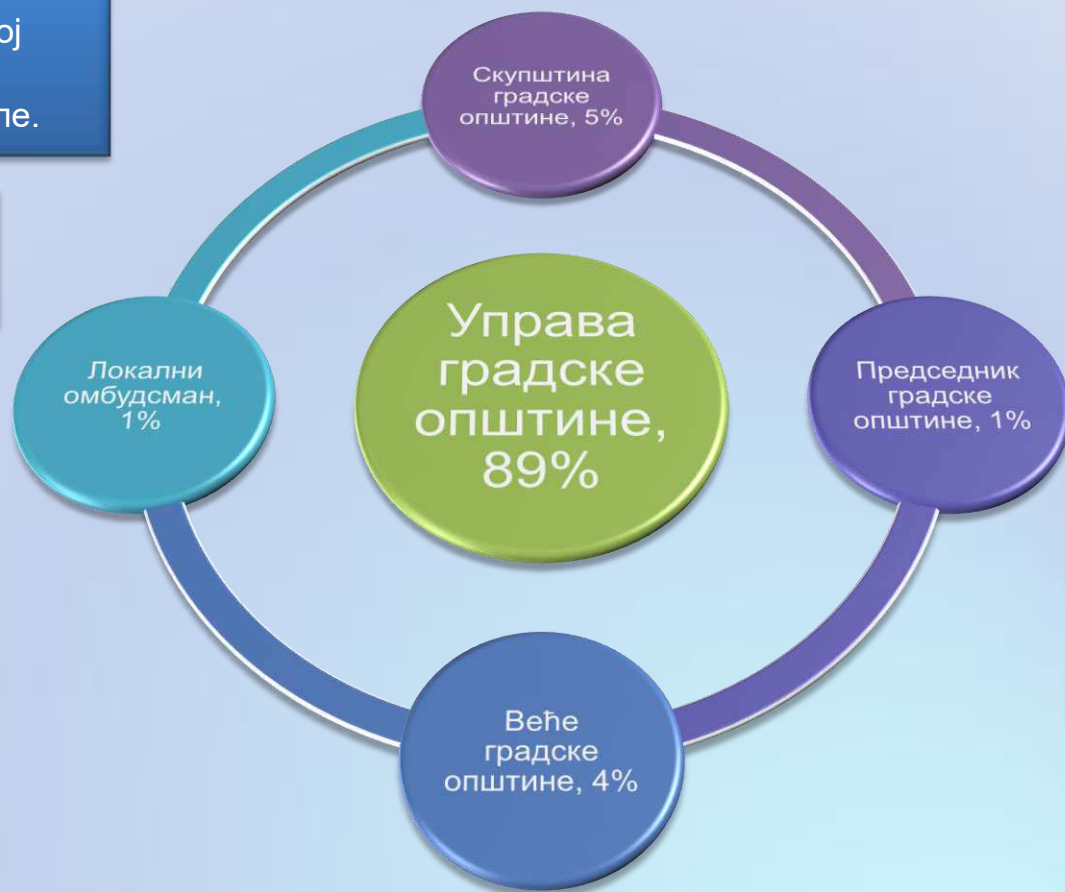 Скупштина
градске
општине, 5%
Локални
омбудсман,
1%
Управа
градске
општине,
89%
Председник
градске
општине, 1%
Веће
градске
општине, 4%